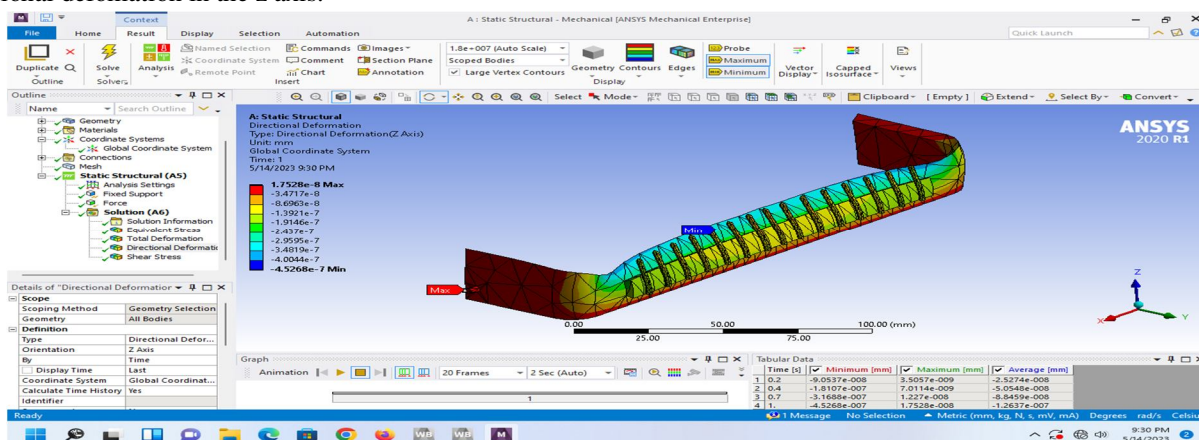 ional deformation in the z axis.
Context
A : Static Structural - Mechanical [ANSYS Mechanical Enterprise]
File Home Result Display Selection Automation
Quick Launch
Duplicate Q Solve Analysis
Named Selection
Coordinate System
Remote Point
Commands
Comment
Chart
Images
Section Plane
Annotation
1.8e+007 (Auto Scale)
Scoped Bodies
Large Vertex Contours
Geometry Contours Edges
Probe
Maximum
Minimum
Vector Display
Capped Isosurface
Views
Outline Solver Insert Display
Outline
Name Search Outline
Select Mode Clipboard [ Empty ] Extend Select By Convert
Geometry
Materials
Coordinate Systems
Global Coordinate System
Connections
Mesh
Static Structural (A5)
Analysis Settings
Fixed Support
Force
Solution (A6)
Solution Information
Equivalent Stress
Total Deformation
Directional Deformatic
Shear Stress
A: Static Structural
Directional Deformation
Type: Directional Deformation(Z Axis)
Unit: mm
Global Coordinate System
Time: 1
5/14/2023 9:30 PM
1.7528e-8 Max
-3.4717e-8
-8.6963e-8
-1.3921e-7
-1.9146e-7
-2.437e-7
-2.9595e-7
-3.4819e-7
-4.0044e-7
-4.5268e-7 Min
ANSYS
2020 R1
Min
Max
Z
X
Y
0.00 50.00 100.00 (mm)
25.00 75.00
Details of "Directional Deformatior
Scope
Scoping Method Geometry Selection
Geometry All Bodies
Definition
Type Directional Defor...
Orientation Z Axis
By Time
Display Time Last
Coordinate System Global Coordinat...
Calculate Time History Yes
Identifier
Graph
Animation 20 Frames 2 Sec (Auto)
1
Tabular Data
Time [s] Minimum [mm] Maximum [mm] Average [mm]
1 0.2 -9.0537e-008 3.5057e-009 -2.5274e-008
2 0.4 -1.8107e-007 7.0114e-009 -5.0548e-008
3 0.7 -3.1688e-007 1.227e-008 -8.8459e-008
4 1. -4.5268e-007 1.7528e-008 -1.2637e-007
Ready
1 Message No Selection Metric (mm, kg, N, s, mV, mA) Degrees rad/s Celsiu
WB WB M
9:30 PM
5/14/2023
2